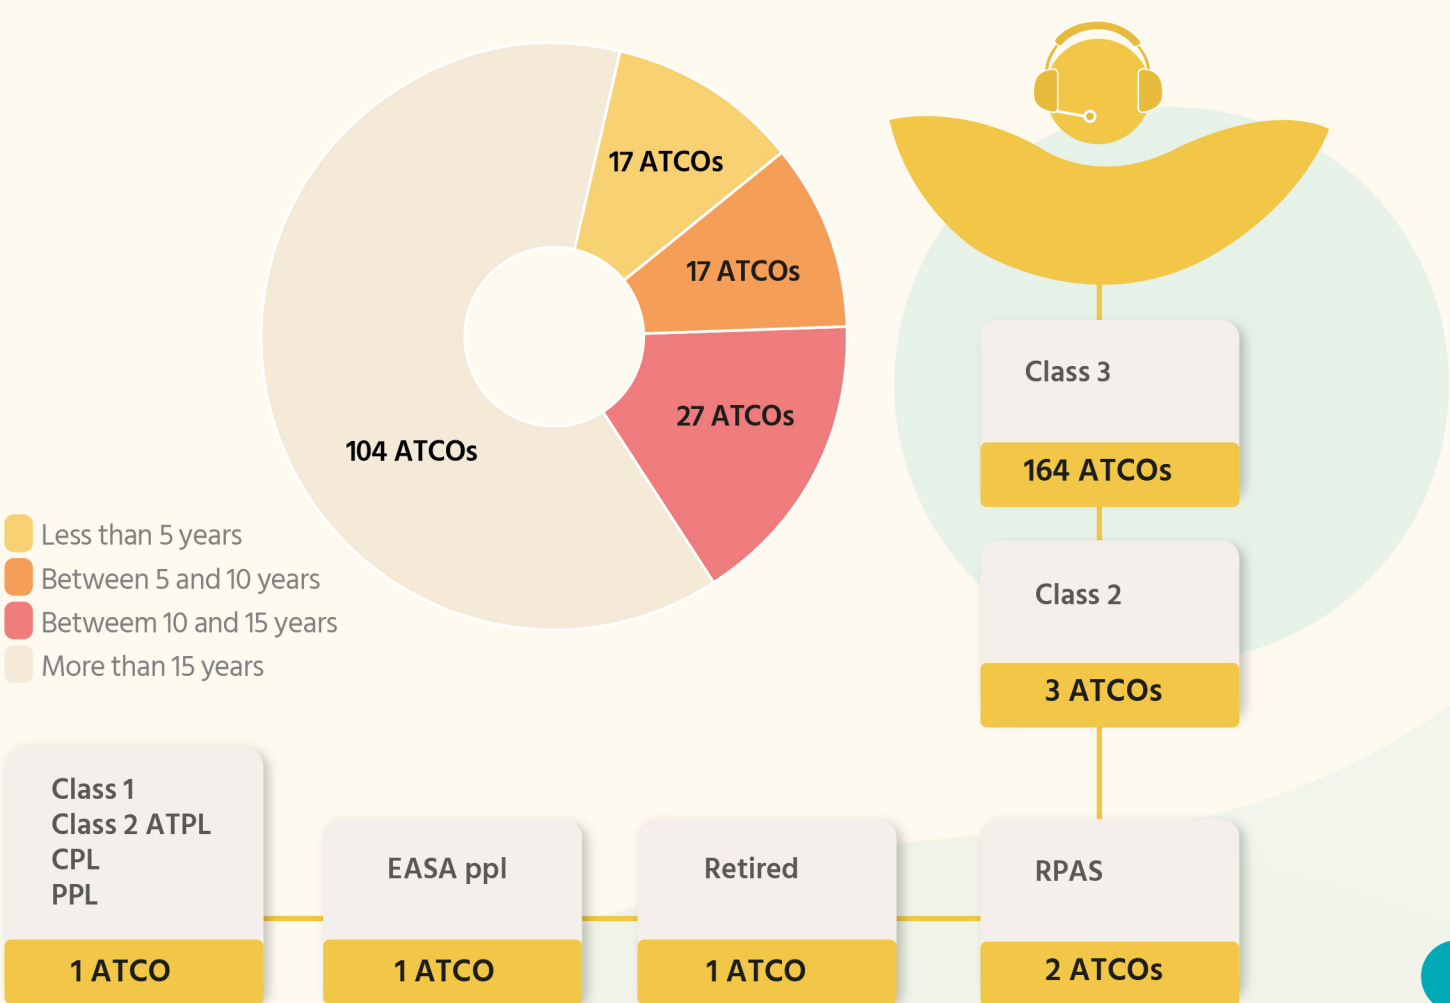 17 ATCOs
17 ATCOs
27 ATCOs
104 ATCOs
Less than 5 years
Between 5 and 10 years
Betweem 10 and 15 years
More than 15 years
Class 3
164 ATCOs
Class 2
3 ATCOs
Class 1
Class 2 ATPL
CPL
PPL
1 ATCO
EASA ppl
1 ATCO
Retired
1 ATCO
RPAS
2 ATCOs